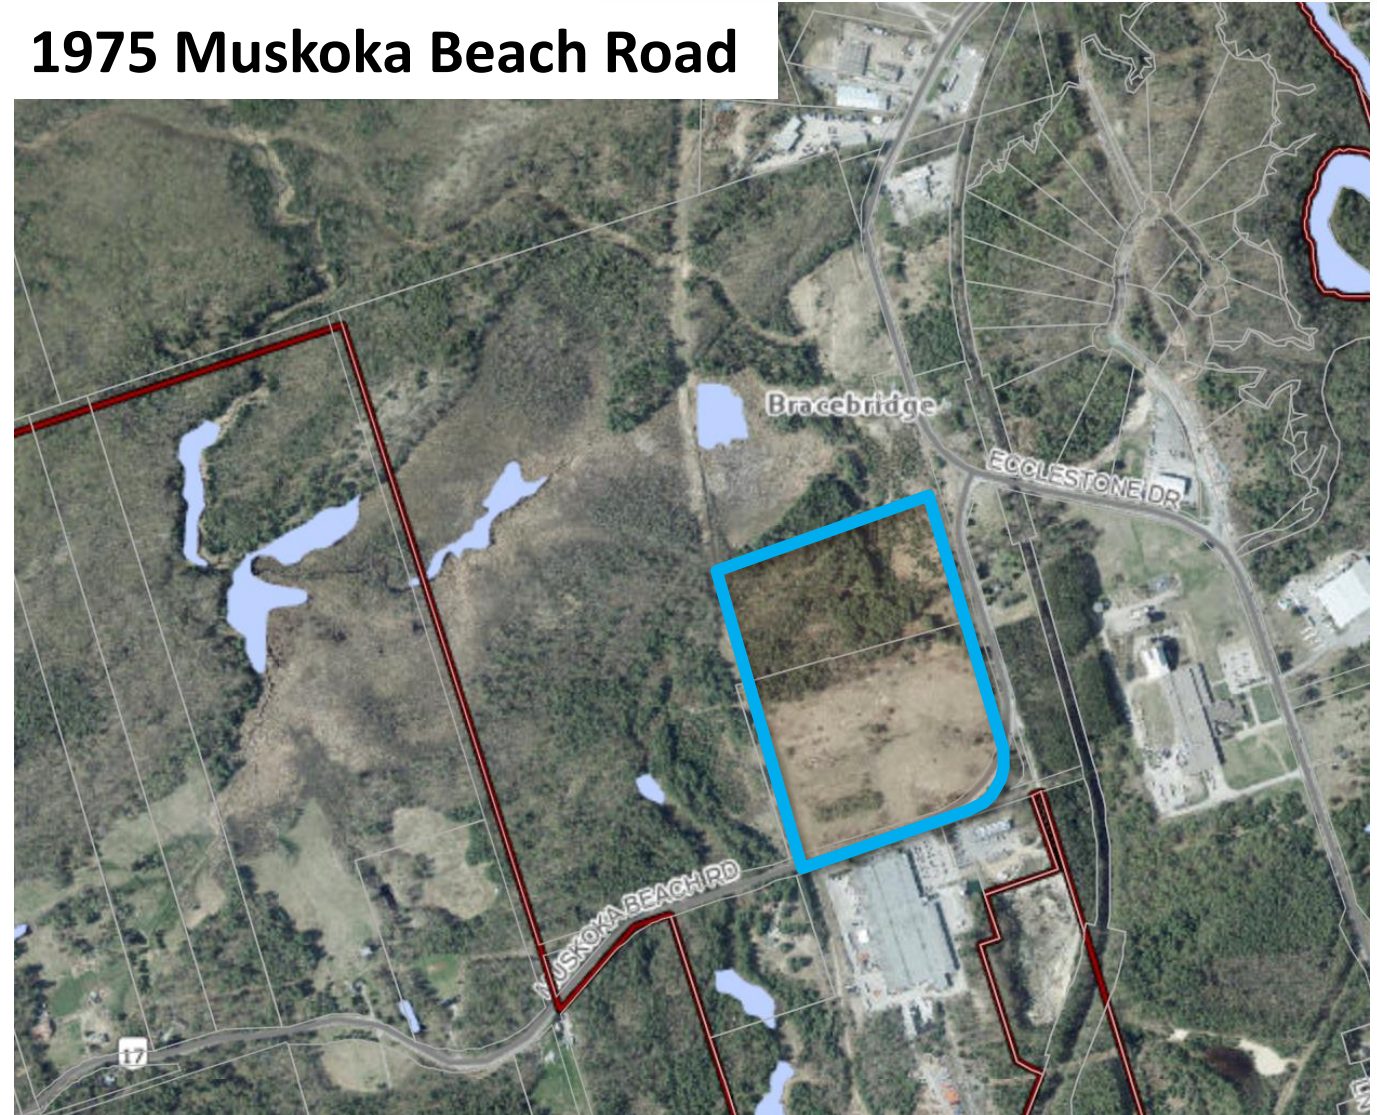 1975 Muskoka Beach Road
Bracebridge
ECCLESTONE DR
MUSKOKA BEACH RD
17